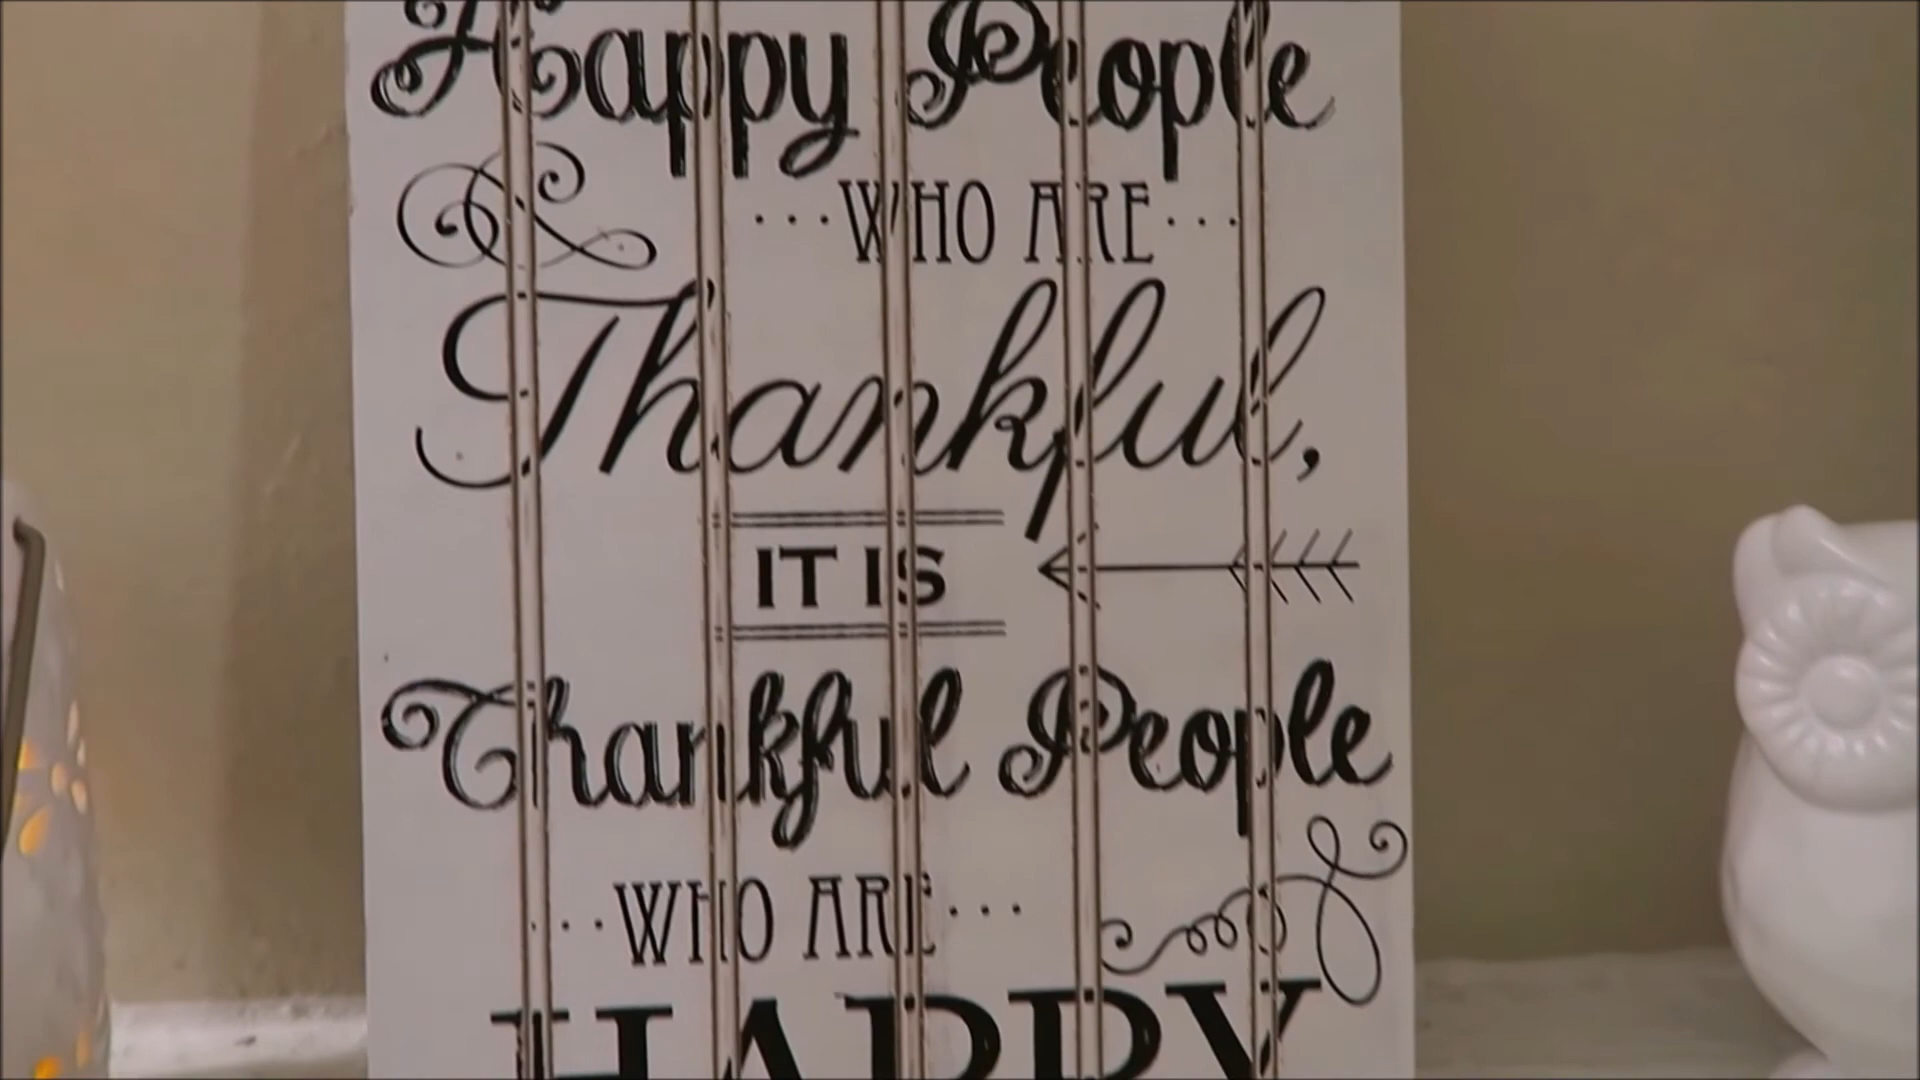 Happy People
...WHO ARE...
Thankful,
IT IS
Thankful People
...WHO ARE...
HAPPY